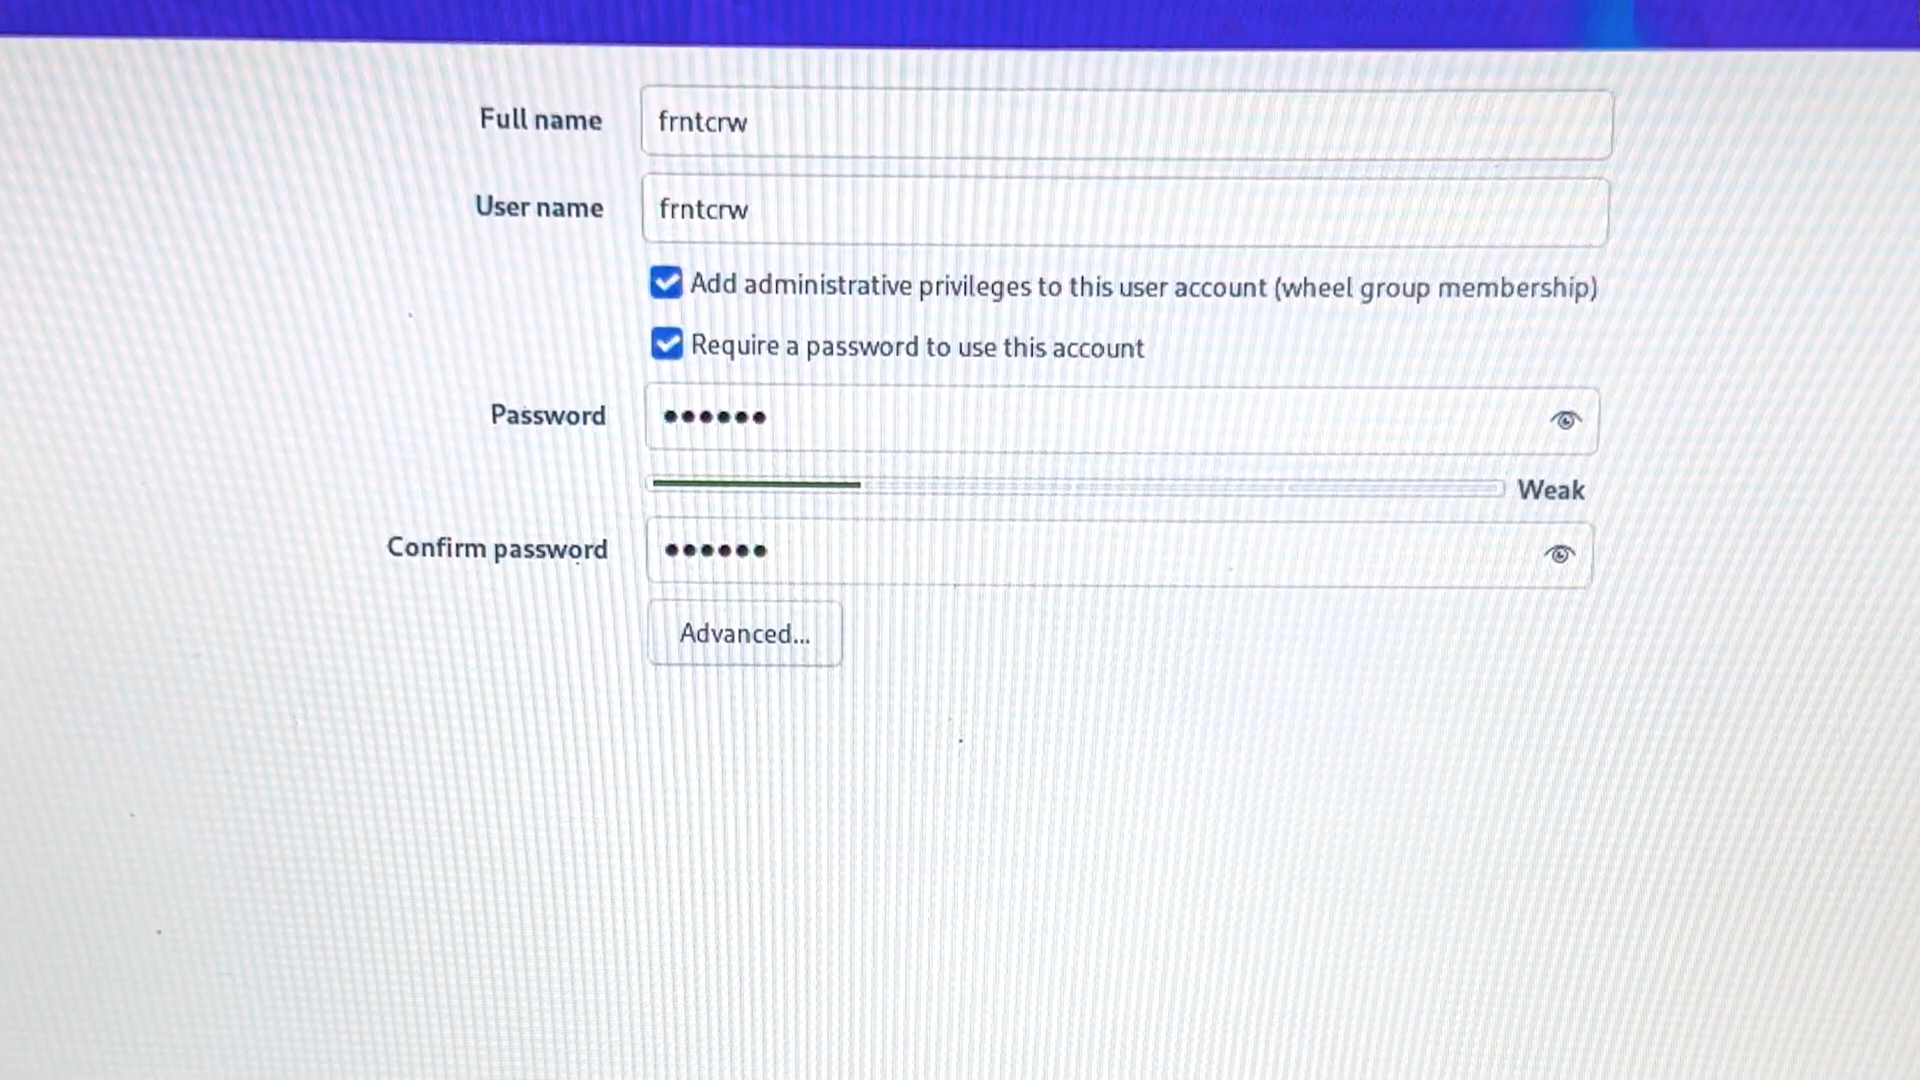 Full name
frntcrw
User name
frntcrw
Add administrative privileges to this user account (wheel group membership)
Require a password to use this account
Password
••••••
Weak
Confirm password
••••••
Advanced...